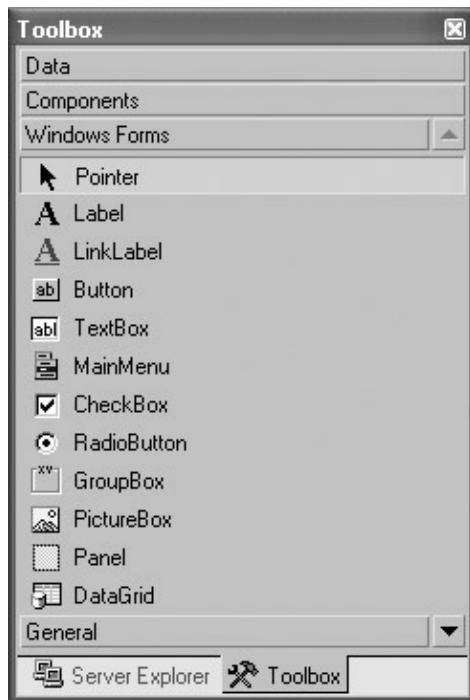 Toolbox
Data
Components
Windows Forms
Pointer
A Label
A LinkLabel
ab Button
abl TextBox
MainMenu
CheckBox
RadioButton
XY GroupBox
PictureBox
Panel
DataGrid
General
Server Explorer Toolbox